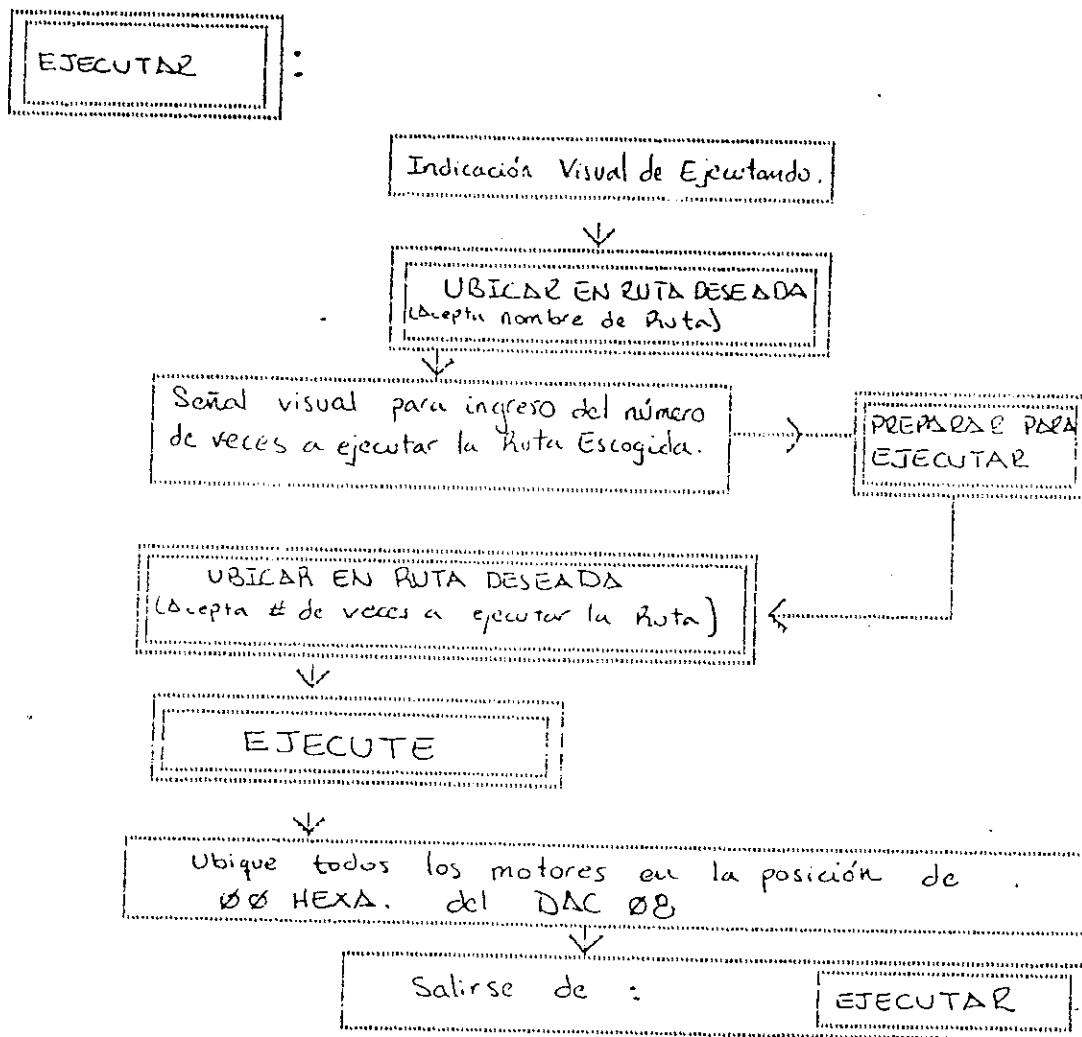 EJECUTAR :
Indicación Visual de Ejecutando.
UBICAR EN RUTA DESEADA
(Acepta nombre de Ruta)
Señal visual para ingreso del número
de veces a ejecutar la Ruta Escogida.
PREPARAR PARA
EJECUTAR
UBICAR EN RUTA DESEADA
(Acepta # de veces a ejecutar la Ruta)
EJECUTE
Ubique todos los motores en la posición de
ØØ HEXA. del DAC Ø8
Salirse de : EJECUTAR.